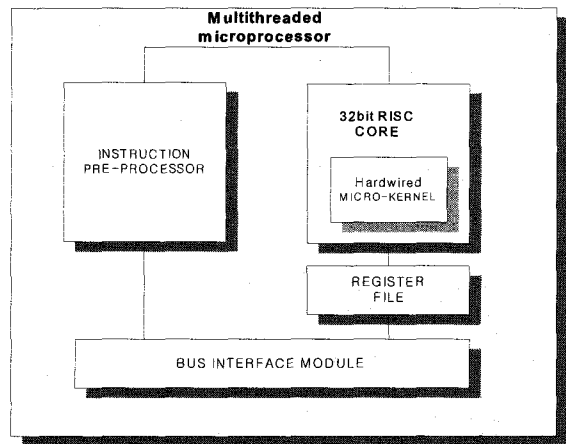 Multithreaded
microprocessor
INSTRUCTION
PRE-PROCESSOR
32bit RISC
CORE
Hardwired
MICRO-KERNEL
REGISTER
FILE
BUS INTERFACE MODULE